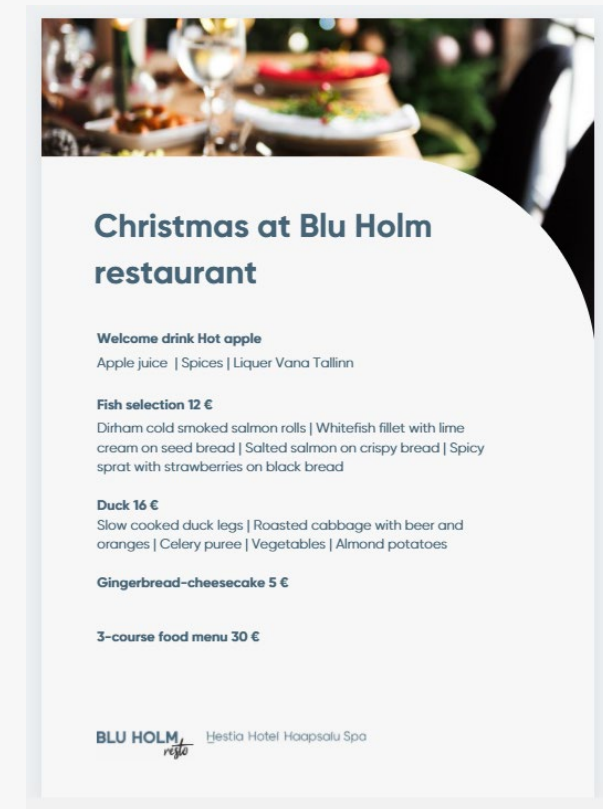 Christmas at Blu Holm
restaurant
Welcome drink Hot apple
Apple juice | Spices | Liquer Vana Tallinn
Fish selection 12 €
Dirham cold smoked salmon rolls | Whitefish fillet with lime
cream on seed bread | Salted salmon on crispy bread | Spicy
sprat with strawberries on black bread
Duck 16 €
Slow cooked duck legs | Roasted cabbage with beer and
oranges | Celery puree | Vegetables | Almond potatoes
Gingerbread-cheesecake 5 €
3-course food menu 30 €
BLU HOLM resto Hestia Hotel Haapsalu Spa